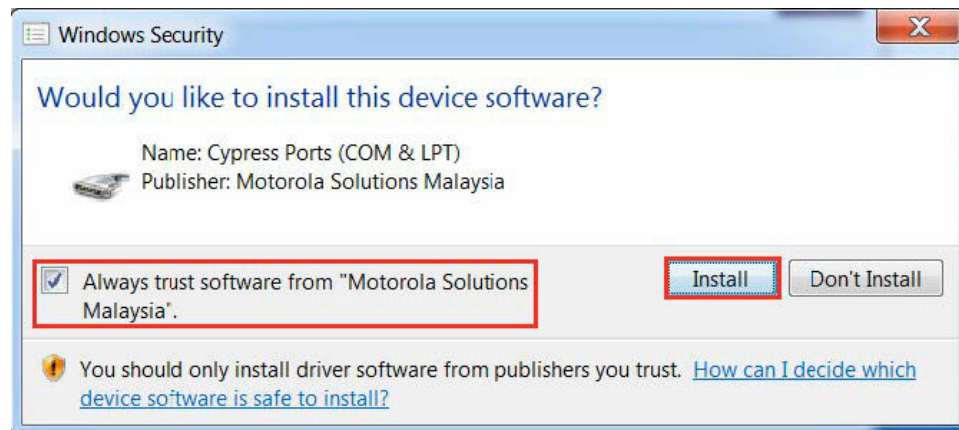 Windows Security
Would you like to install this device software?
Name: Cypress Ports (COM & LPT)
Publisher: Motorola Solutions Malaysia
Always trust software from "Motorola Solutions
Malaysia".
Install
Don't Install
You should only install driver software from publishers you trust. How can I decide which
device software is safe to install?